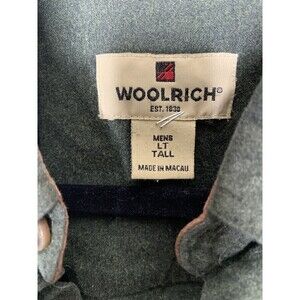 WOOLRICH®
EST. 1830
MENS
LT
TALL
MADE IN MACAU